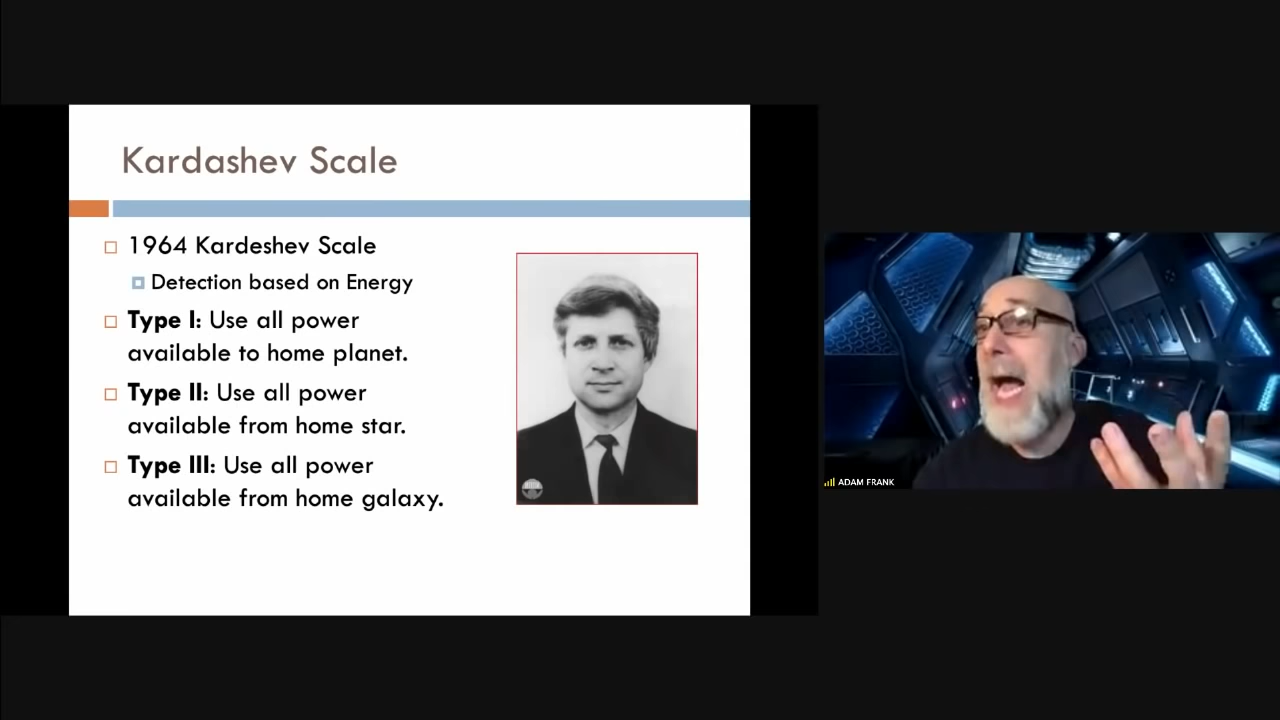 Kardashev Scale
1964 Kardeshev Scale
Detection based on Energy
Type I: Use all power
available to home planet.
Type II: Use all power
available from home star.
Type III: Use all power
available from home galaxy.
ADAM FRANK